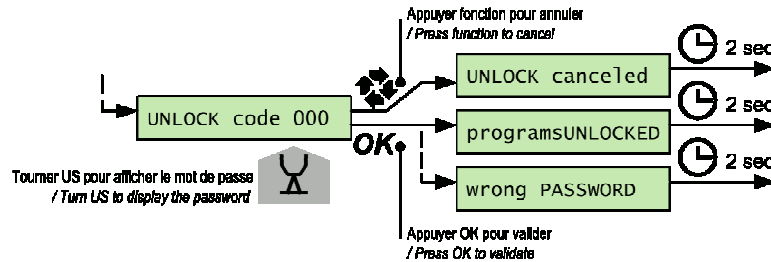 Appuyer fonction pour annuler
/ Press function to cancel
2 sec
UNLOCK canceled
2 sec
UNLOCK code 000
programsUNLOCKED
OK
2 sec
Tourner US pour afficher le mot de passe
/ Turn US to display the password
wrong PASSWORD
Appuyer OK pour valider
/ Press OK to validate